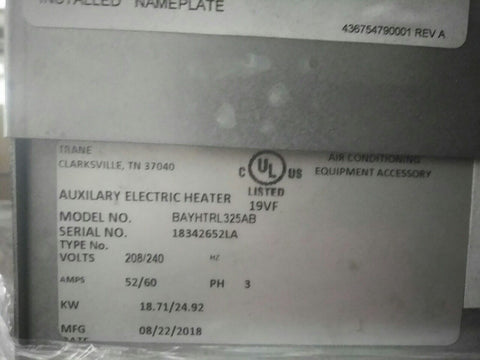 INSTALLED NAMEPLATE
436754790001 REV A
TRANE
CLARKSVILLE, TN 37040
C UL US
LISTED
19VF
AIR CONDITIONING
EQUIPMENT ACCESSORY
AUXILARY ELECTRIC HEATER
MODEL NO. BAYHTRL325AB
SERIAL NO. 18342652LA
TYPE No.
VOLTS 208/240 HZ
AMPS 52/60 PH 3
KW 18.71/24.92
MFG 08/22/2018
DATE